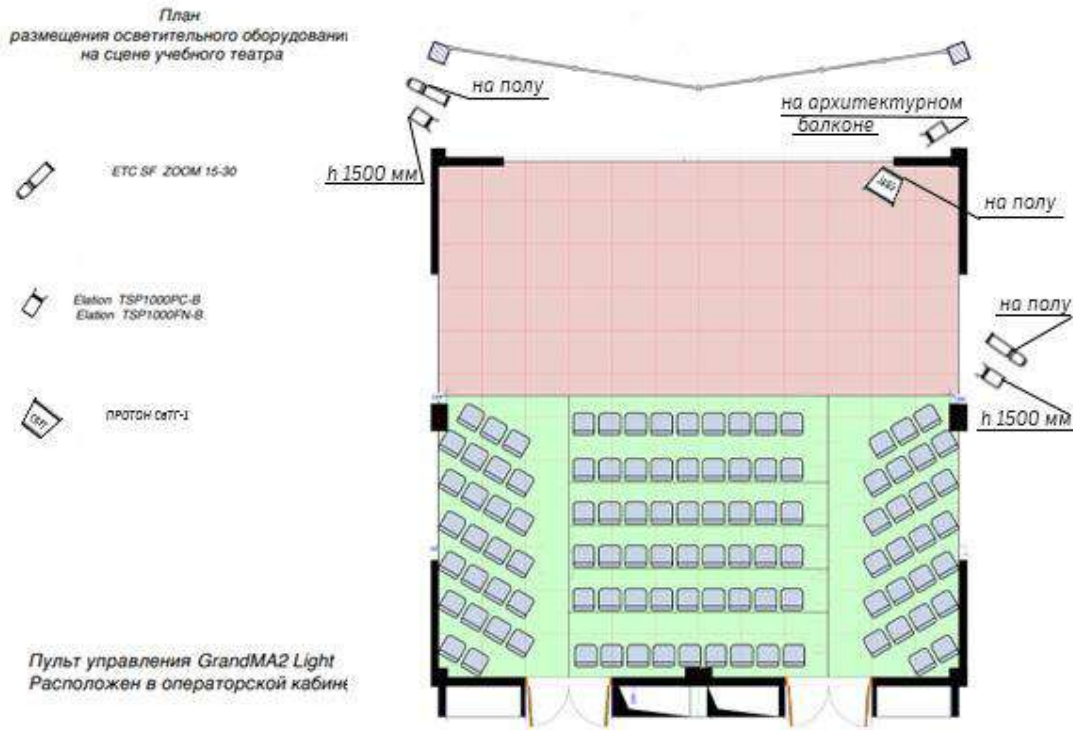 План
размещения осветительного оборудовани
на сцене учебного театра
на полу
на архитектурном
балконе
ETC SF ZOOM 15-30
h 1500 мм
на полу
Elation TSP1000PC-B
Elation TSP1000FN-B
на полу
ПРОТОН СвТГ-1
h 1500 мм
Пульт управления GrandMA2 Light
Расположен в операторской кабине